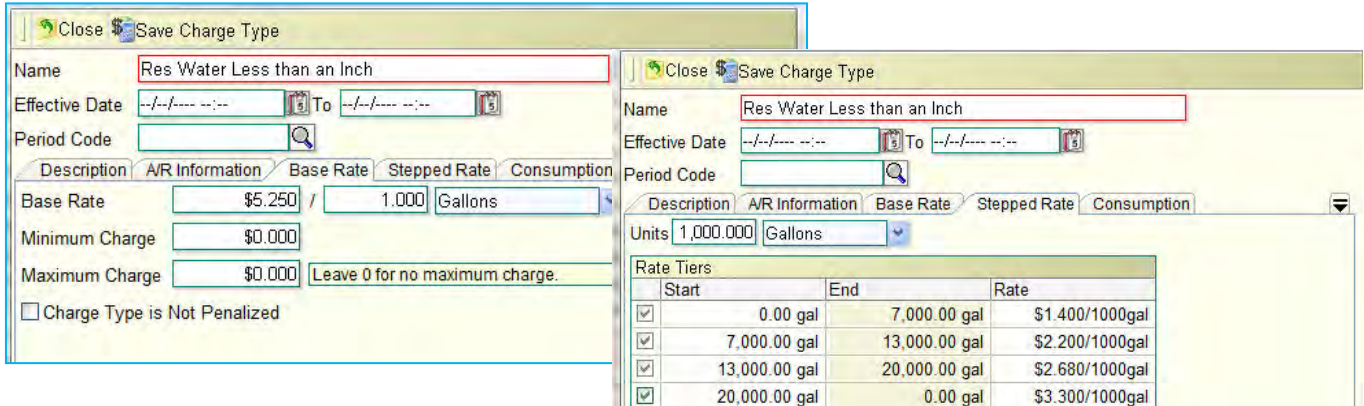 Close Save Charge Type
Name Res Water Less than an Inch
Effective Date --/--/---- --:-- To --/--/---- --:--
Period Code
Description A/R Information Base Rate Stepped Rate Consumption
Base Rate $5.250 / 1.000 Gallons
Minimum Charge $0.000
Maximum Charge $0.000 Leave 0 for no maximum charge.
Charge Type is Not Penalized
Close Save Charge Type
Name Res Water Less than an Inch
Effective Date --/--/---- --:-- To --/--/---- --:--
Period Code
Description A/R Information Base Rate Stepped Rate Consumption
Units 1,000.000 Gallons
Rate Tiers
Start End Rate
0.00 gal 7,000.00 gal $1.400/1000gal
7,000.00 gal 13,000.00 gal $2.200/1000gal
13,000.00 gal 20,000.00 gal $2.680/1000gal
20,000.00 gal 0.00 gal $3.300/1000gal